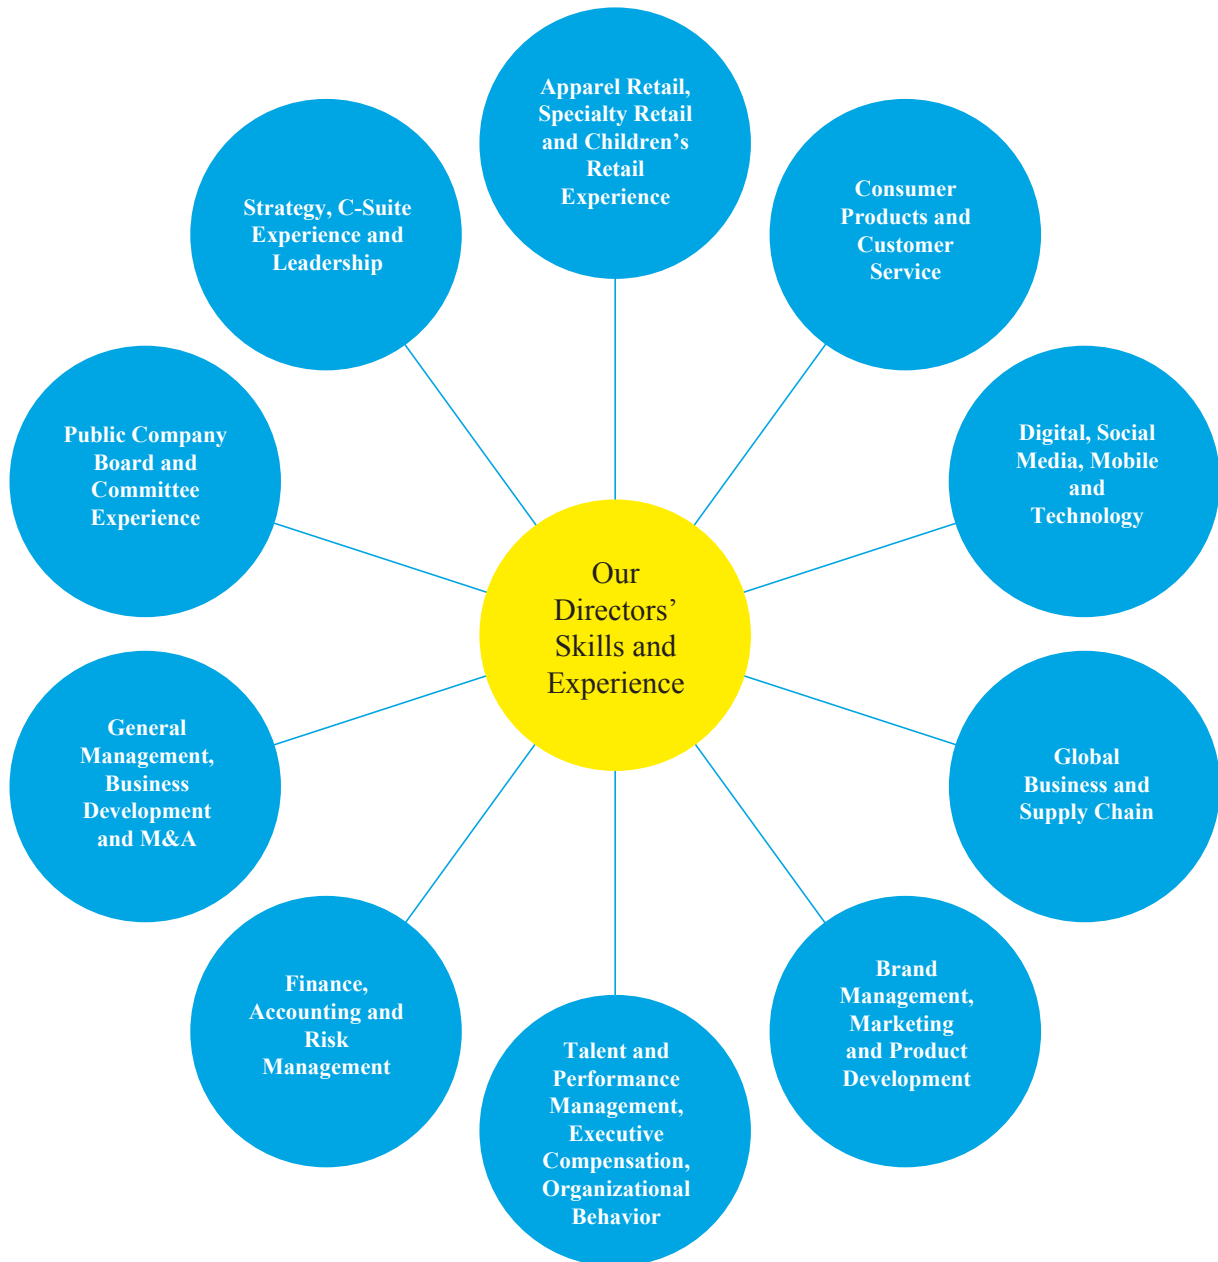 Apparel Retail,
Specialty Retail
and Children’s
Retail
Experience
Consumer
Products and
Customer
Service
Digital, Social
Media, Mobile
and
Technology
Global
Business and
Supply Chain
Brand
Management,
Marketing
and Product
Development
Talent and
Performance
Management,
Executive
Compensation,
Organizational
Behavior
Finance,
Accounting and
Risk
Management
General
Management,
Business
Development
and M&A
Public Company
Board and
Committee
Experience
Strategy, C-Suite
Experience and
Leadership
Our
Directors’
Skills and
Experience